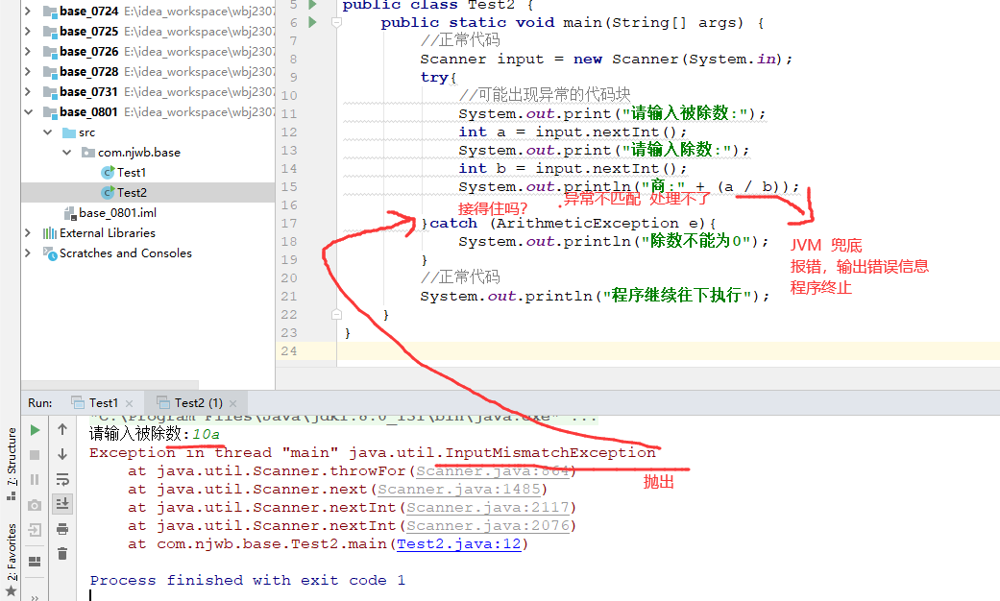 base_0724 E:\idea_workspace\wbj2307
base_0725 E:\idea_workspace\wbj2307
base_0726 E:\idea_workspace\wbj2307
base_0728 E:\idea_workspace\wbj2307
base_0731 E:\idea_workspace\wbj2307
base_0801 E:\idea_workspace\wbj2307
src
com.njwb.base
Test1
Test2
base_0801.iml
External Libraries
Scratches and Consoles
5 public class Test2 {
6 public static void main(String[] args) {
7 //正常代码
8 Scanner input = new Scanner(System.in);
9 try{
10 //可能出现异常的代码块
11 System.out.print("请输入被除数:");
12 int a = input.nextInt();
13 System.out.print("请输入除数:");
14 int b = input.nextInt();
15 System.out.println("商:" + (a / b));
16
接得住吗?
异常不匹配 处理不了
17 }catch (ArithmeticException e){
18 System.out.println("除数不能为0");
19 }
20 //正常代码
21 System.out.println("程序继续往下执行");
22 }
23 }
24
JVM 兜底
报错，输出错误信息
程序终止
Run: Test1 Test2 (1)
"C:\Program Files\Java\jdk1.8.0_131\bin\java.exe" ...
请输入被除数:10a
Exception in thread "main" java.util.InputMismatchException
at java.util.Scanner.throwFor(Scanner.java:864)
at java.util.Scanner.next(Scanner.java:1485)
at java.util.Scanner.nextInt(Scanner.java:2117)
at java.util.Scanner.nextInt(Scanner.java:2076)
at com.njwb.base.Test2.main(Test2.java:12)
抛出
Process finished with exit code 1
7: Structure
2: Favorites